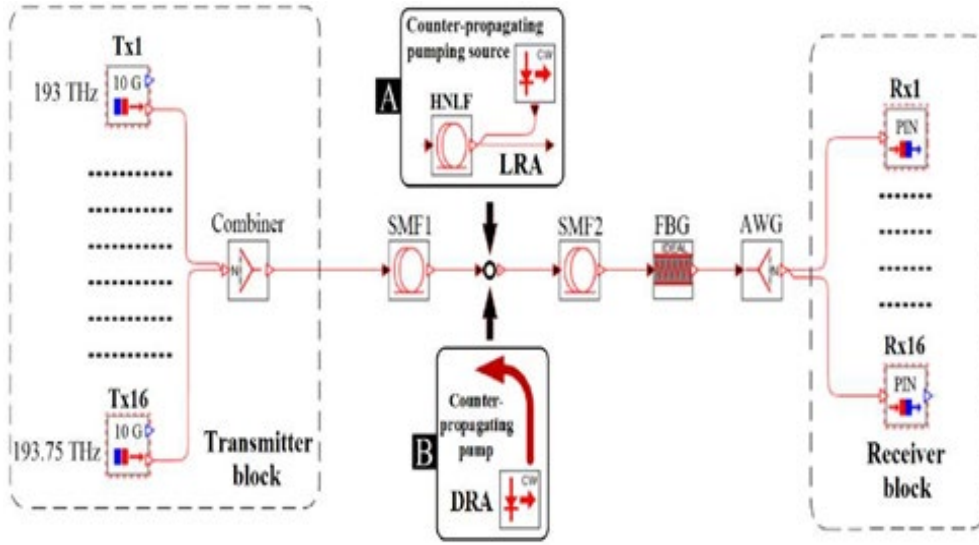 Tx1
10 G
193 THz
Combiner
N
Tx16
10 G
193.75 THz
Transmitter
block
Counter-propagating
pumping source
CW
A
HNLF
LRA
SMF1
SMF2
FBG
IDEAL
AWG
N
Counter-
propagating
pump
B
CW
DRA
Rx1
PIN
Rx16
PIN
Receiver
block